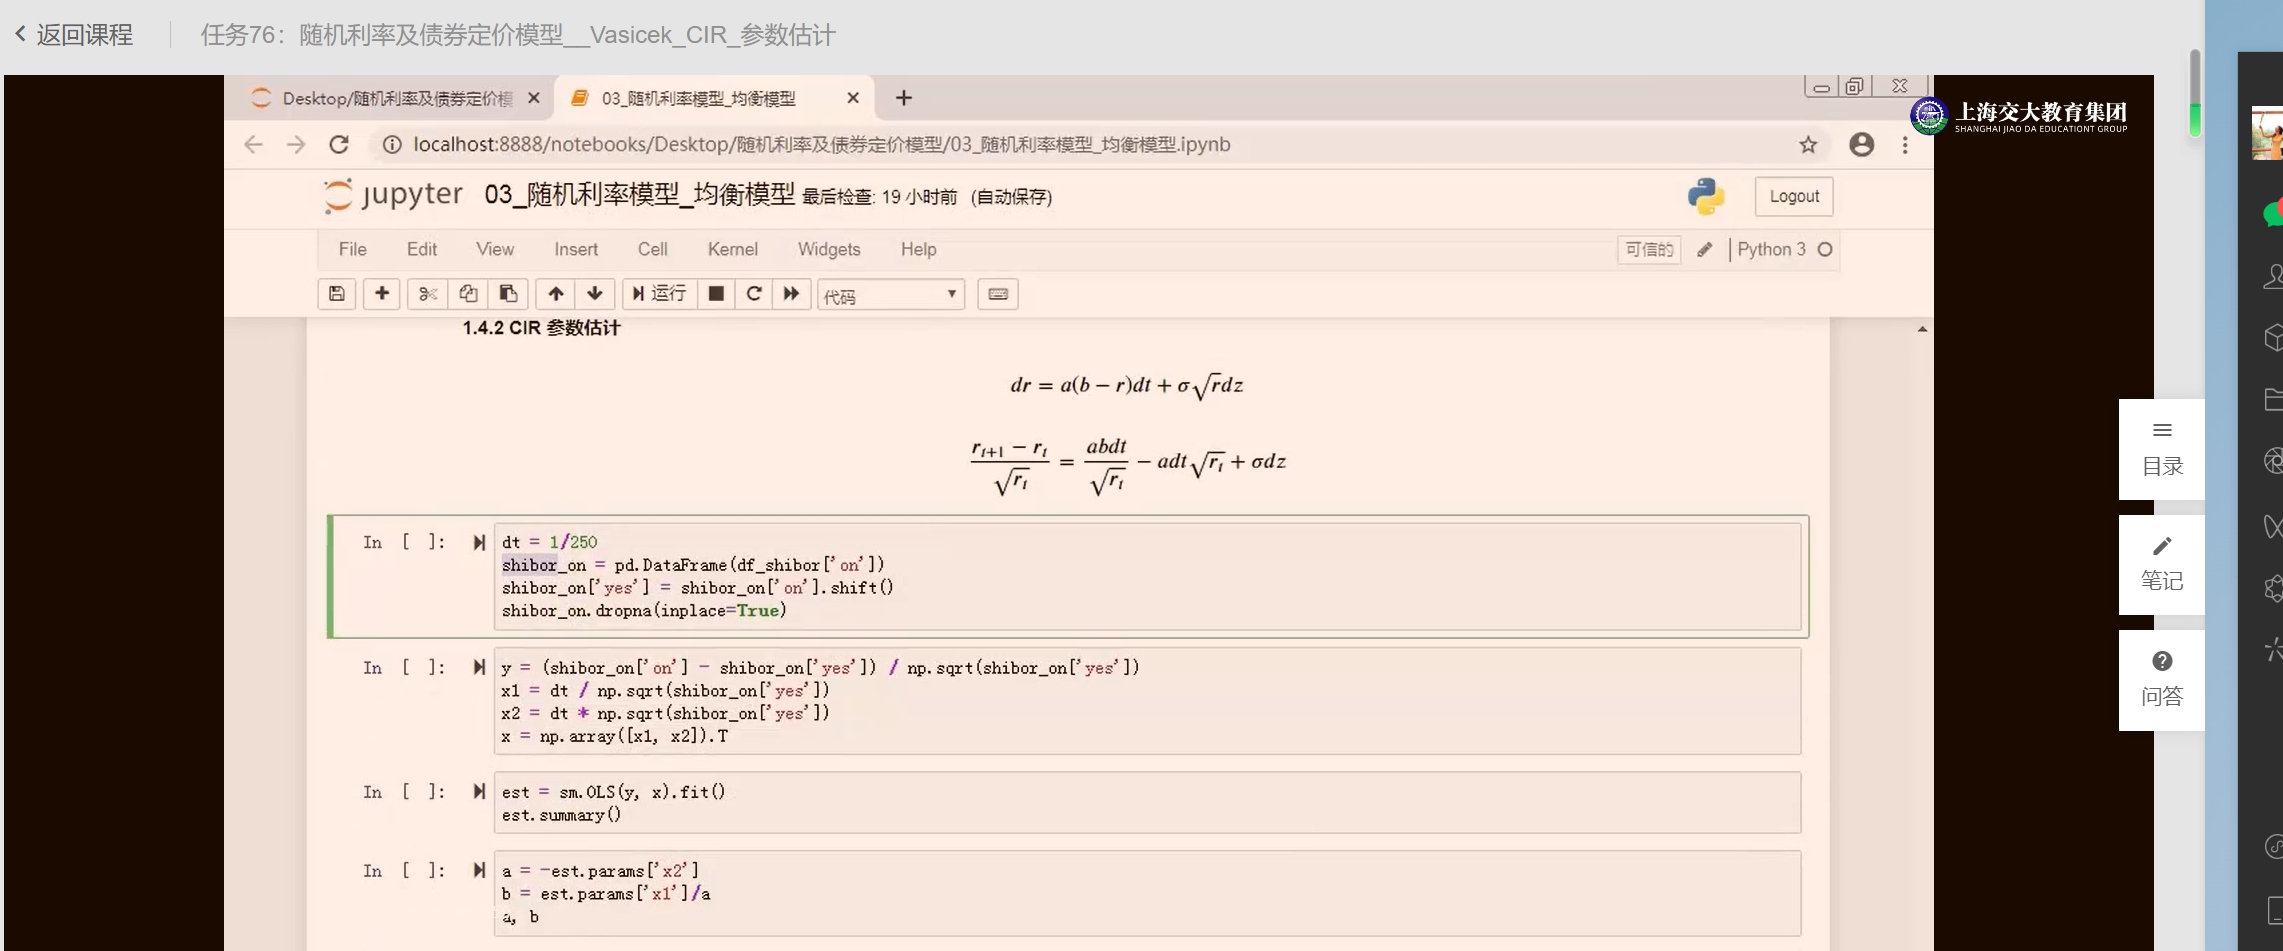 返回课程
任务76：随机利率及债券定价模型__Vasicek_CIR_参数估计
Desktop/随机利率及债券定价模
03_随机利率模型_均衡模型
上海交大教育集团
SHANGHAI JIAO DA EDUCATIONT GROUP
localhost:8888/notebooks/Desktop/随机利率及债券定价模型/03_随机利率模型_均衡模型.ipynb
jupyter 03_随机利率模型_均衡模型 最后检查: 19 小时前 (自动保存)
Logout
File Edit View Insert Cell Kernel Widgets Help
可信的 Python 3
运行 代码
1.4.2 CIR 参数估计
dr = a(b − r)dt + σ√r dz
(r_{t+1} − r_t)/√r_t = abdt/√r_t − adt√r_t + σdz
In [ ]: dt = 1/250
shibor_on = pd.DataFrame(df_shibor['on'])
shibor_on['yes'] = shibor_on['on'].shift()
shibor_on.dropna(inplace=True)
In [ ]: y = (shibor_on['on'] - shibor_on['yes']) / np.sqrt(shibor_on['yes'])
x1 = dt / np.sqrt(shibor_on['yes'])
x2 = dt * np.sqrt(shibor_on['yes'])
x = np.array([x1, x2]).T
In [ ]: est = sm.OLS(y, x).fit()
est.summary()
In [ ]: a = -est.params['x2']
b = est.params['x1']/a
a, b
目录
笔记
问答